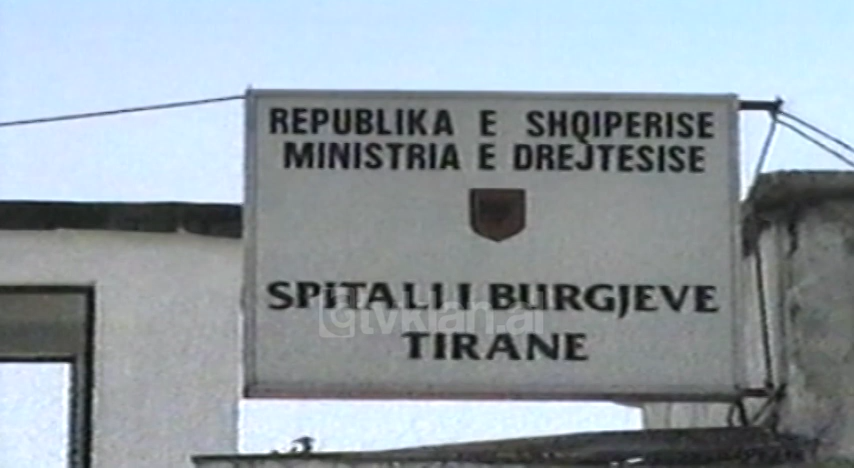 REPUBLIKA E SHQIPERISE
MINISTRIA E DREJTESISE
SPiTALI I BURGJEVE
TIRANE
tvklan.al